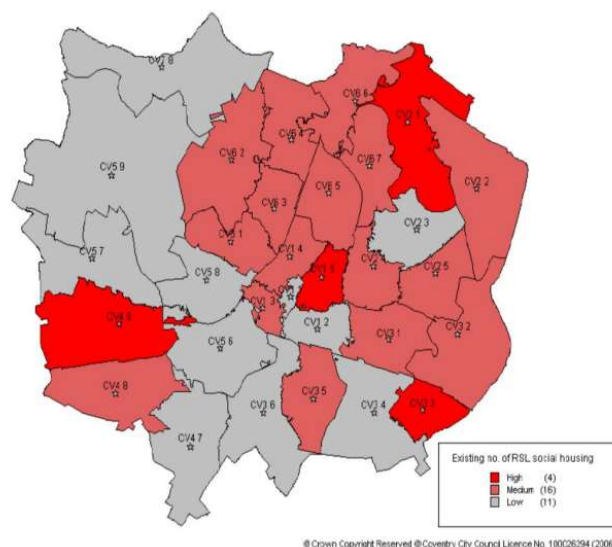 CV7 8
CV6 6
CV2 1
CV6 4
CV6 2
CV6 7
CV5 9
CV2 2
CV6 5
CV6 3
CV2 3
CV6 1
CV1 4
CV5 7
CV5 8
CV1 5
CV2 5
CV1 3
CV4 9
CV1 2
CV3 1
CV3 2
CV5 6
CV4 8
CV3 5
CV3 6
CV3 4
CV3 3
CV4 7
Existing no. of RSL social housing
High (4)
Medium (16)
Low (11)
© Crown Copyright Reserved © Coventry City Council Licence No. 100026294 (2006